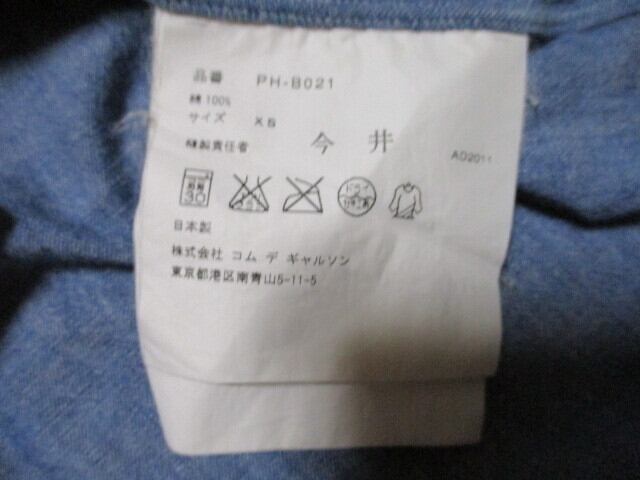 品番 PH-B021
綿 100%
サイズ XS
縫製責任者 今井
AD2011
30
日本製
株式会社 コム デ ギャルソン
東京都港区南青山5-11-5